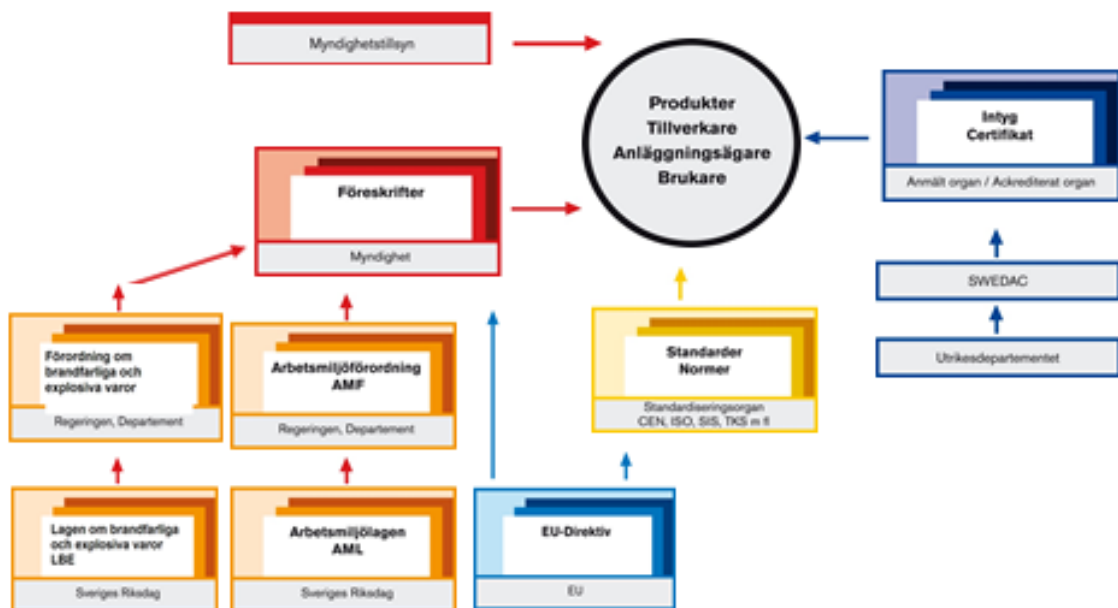 Myndighetstillsyn
Produkter
Tillverkare
Anläggningsägare
Brukare
Intyg
Certifikat
Anmält organ / Ackrediterat organ
Föreskrifter
Myndighet
SWEDAC
Utrikesdepartementet
Förordning om
brandfarliga och
explosiva varor
Regeringen, Departement
Arbetsmiljöförordning
AMF
Regeringen, Departement
Standarder
Normer
Standardiseringsorgan
CEN, ISO, SIS, TKS m fl
Lagen om brandfarliga
och explosiva varor
LBE
Sveriges Riksdag
Arbetsmiljölagen
AML
Sveriges Riksdag
EU-Direktiv
EU